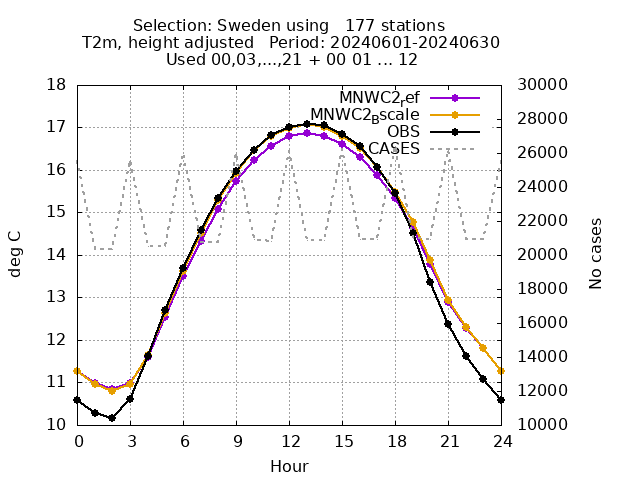 Selection: Sweden using   177 stations
T2m, height adjusted   Period: 20240601-20240630
Used 00,03,...,21 + 00 01 ... 12
18 30000
MNWC2ref
28000
MNWC2Bscale
17
OBS
CASES
26000
16
24000
15
22000
14 20000
deg C
No cases
13
18000
16000
12
14000
11
12000
10 10000
0 3 6 9 12 15 18 21 24
Hour